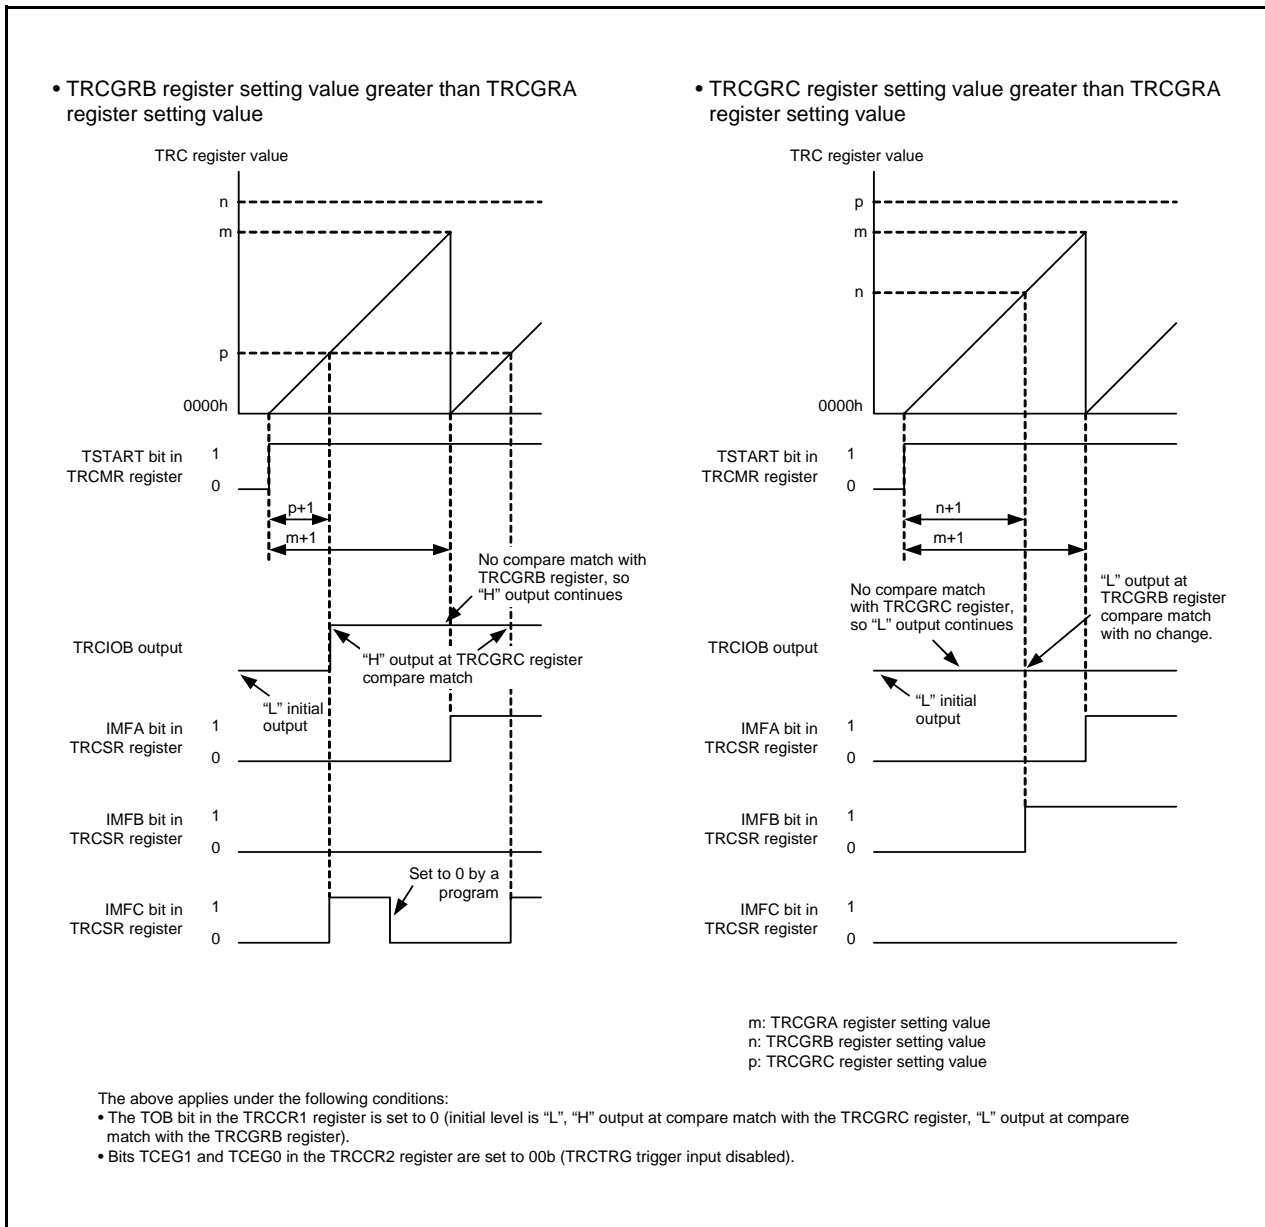 • TRCGRB register setting value greater than TRCGRA
register setting value
TRC register value
n
m
p
0000h
TSTART bit in
TRCMR register
1
0
p+1
m+1
No compare match with
TRCGRB register, so
“H” output continues
TRCIOB output
“H” output at TRCGRC register
compare match
“L” initial
output
IMFA bit in
TRCSR register
1
0
IMFB bit in
TRCSR register
1
0
Set to 0 by a
program
IMFC bit in
TRCSR register
1
0
• TRCGRC register setting value greater than TRCGRA
register setting value
TRC register value
p
m
n
0000h
TSTART bit in
TRCMR register
1
0
n+1
m+1
No compare match
with TRCGRC register,
so “L” output continues
“L” output at
TRCGRB register
compare match
with no change.
TRCIOB output
“L” initial
output
IMFA bit in
TRCSR register
1
0
IMFB bit in
TRCSR register
1
0
IMFC bit in
TRCSR register
1
0
m: TRCGRA register setting value
n: TRCGRB register setting value
p: TRCGRC register setting value
The above applies under the following conditions:
• The TOB bit in the TRCCR1 register is set to 0 (initial level is “L”, “H” output at compare match with the TRCGRC register, “L” output at compare
match with the TRCGRB register).
• Bits TCEG1 and TCEG0 in the TRCCR2 register are set to 00b (TRCTRG trigger input disabled).